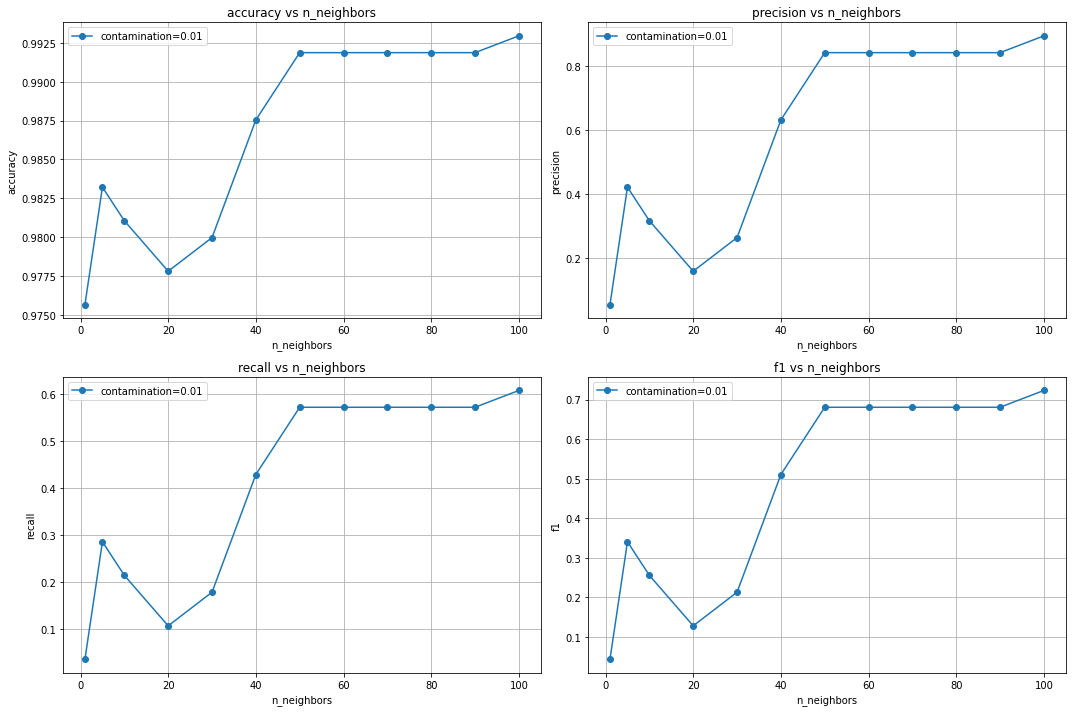 accuracy vs n_neighbors
contamination=0.01
accuracy
0.9925
0.9900
0.9875
0.9850
0.9825
0.9800
0.9775
0.9750
0 20 40 60 80 100
n_neighbors
precision vs n_neighbors
contamination=0.01
precision
0.8
0.6
0.4
0.2
0 20 40 60 80 100
n_neighbors
recall vs n_neighbors
contamination=0.01
recall
0.6
0.5
0.4
0.3
0.2
0.1
0 20 40 60 80 100
n_neighbors
f1 vs n_neighbors
contamination=0.01
f1
0.7
0.6
0.5
0.4
0.3
0.2
0.1
0 20 40 60 80 100
n_neighbors